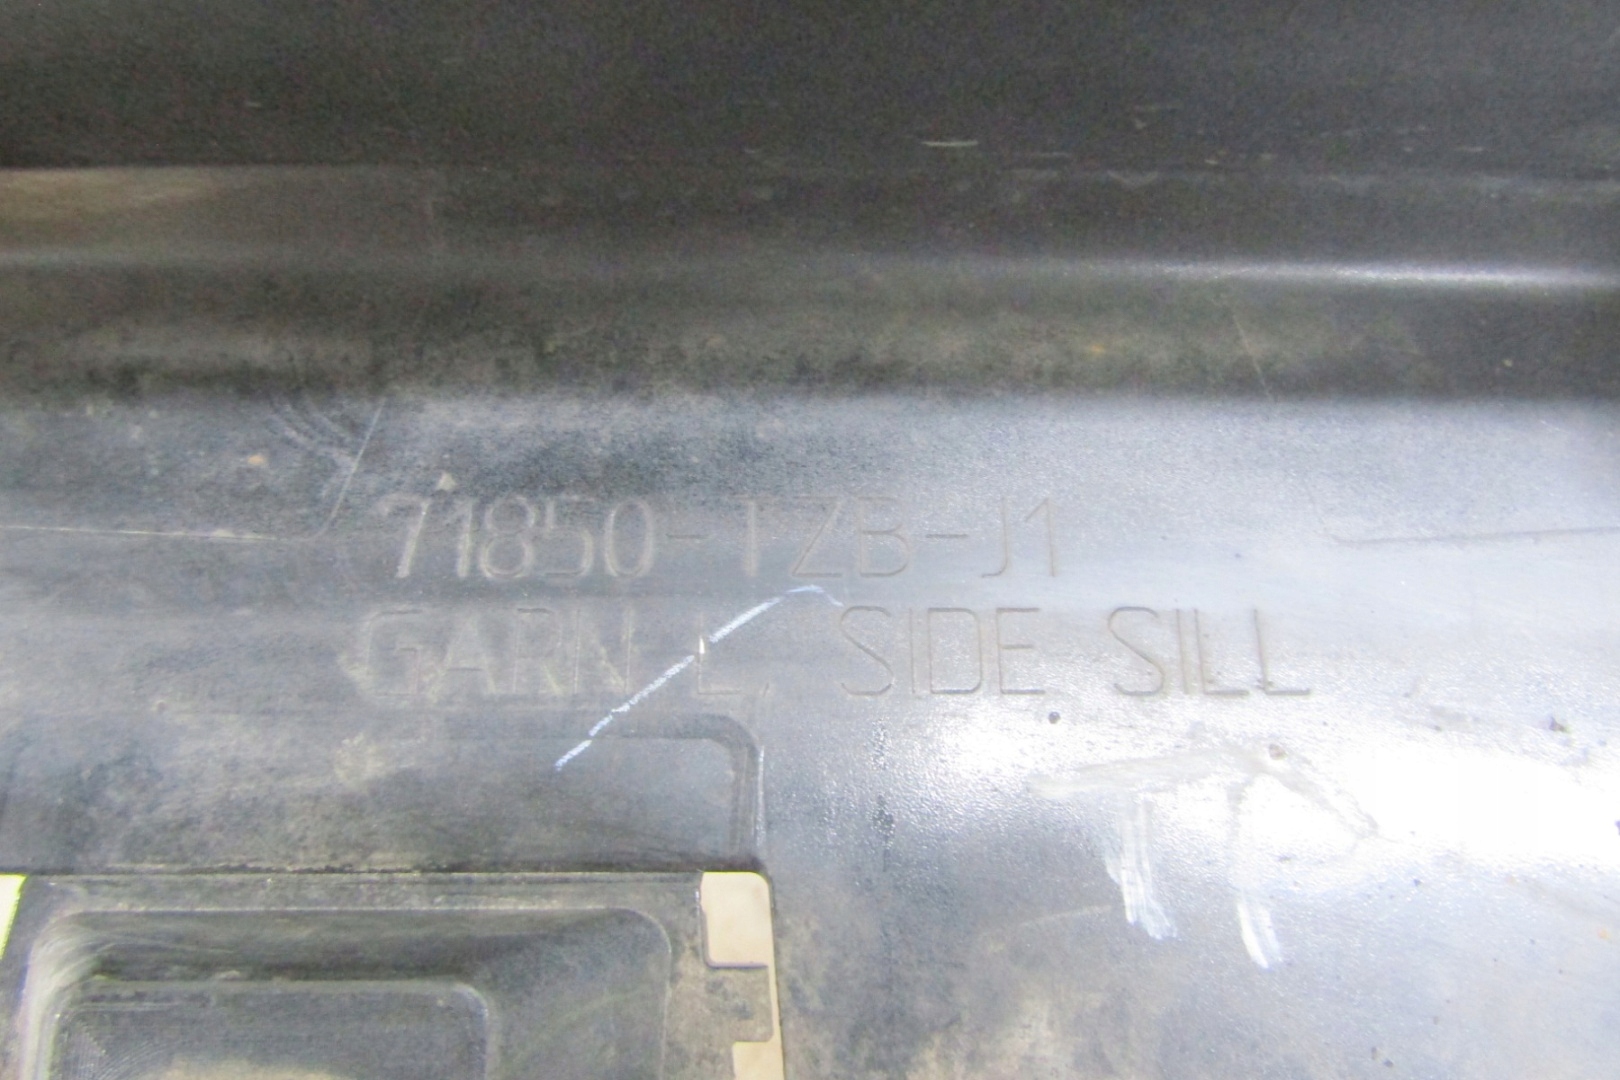 71850-TZB-J1
GARN L, SIDE SILL